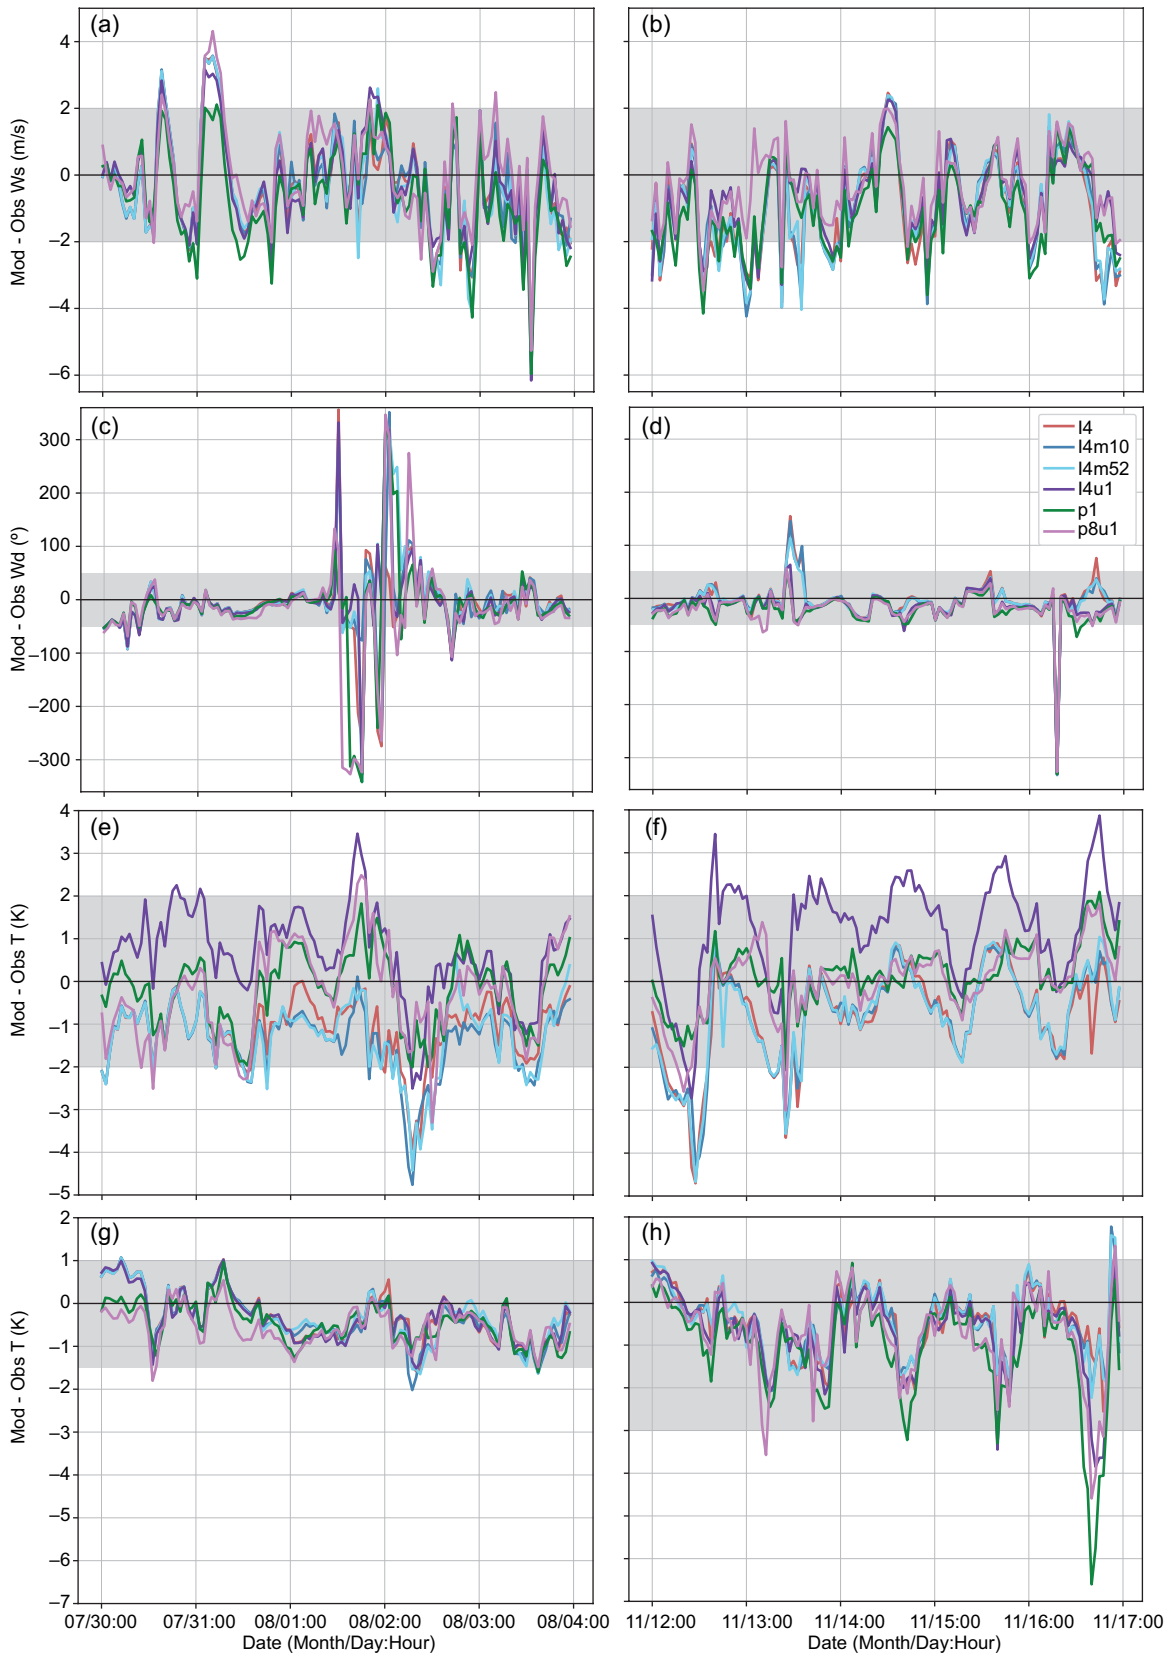 (a)
(b)
4
2
0
−2
−4
−6
Mod - Obs Ws (m/s)
(c)
(d)
300
200
100
0
−100
−200
−300
Mod - Obs Wd (º)
I4
I4m10
I4m52
I4u1
p1
p8u1
(e)
(f)
4
3
2
1
0
−1
−2
−3
−4
−5
Mod - Obs T (K)
(g)
(h)
2
1
0
−1
−2
−3
−4
−5
−6
−7
Mod - Obs T (K)
07/30:00 07/31:00 08/01:00 08/02:00 08/03:00 08/04:00
11/12:00 11/13:00 11/14:00 11/15:00 11/16:00 11/17:00
Date (Month/Day:Hour)
Date (Month/Day:Hour)